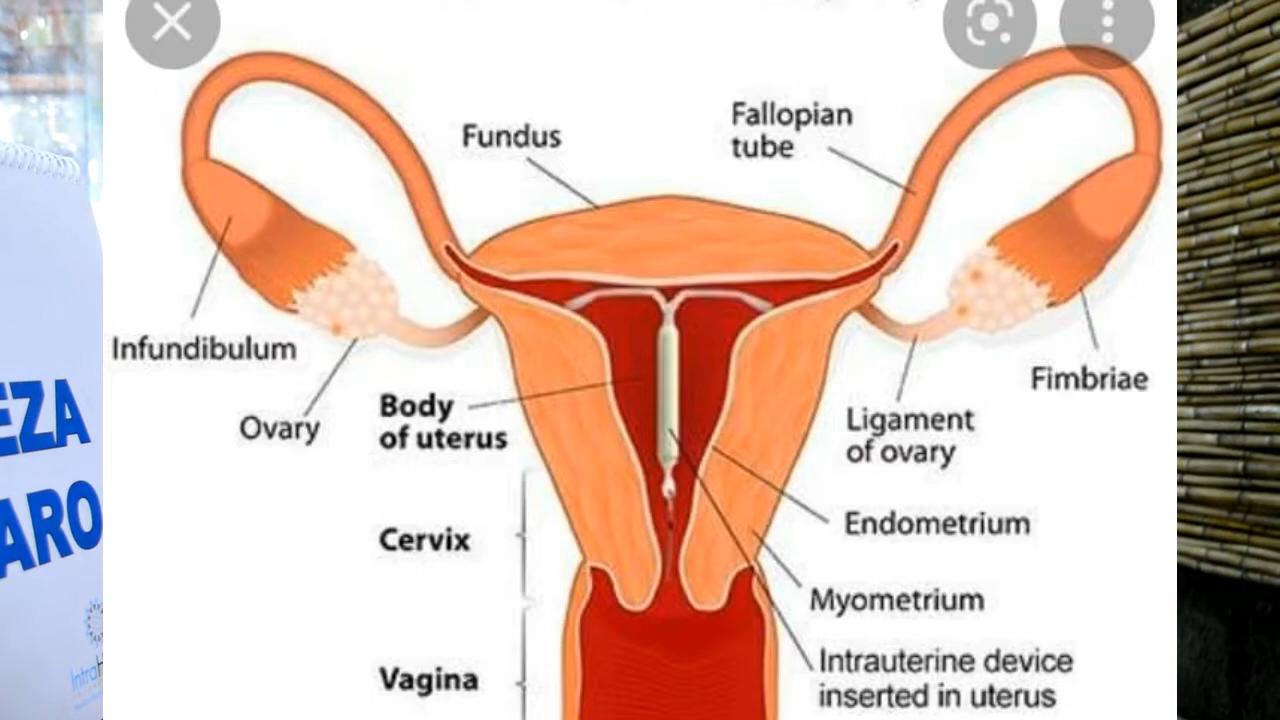 Fundus
Fallopian
tube
Infundibulum
Ovary
Body
of uterus
Fimbriae
Ligament
of ovary
Cervix
Endometrium
Myometrium
Vagina
Intrauterine device
inserted in uterus
EZA
ARO
IntraH